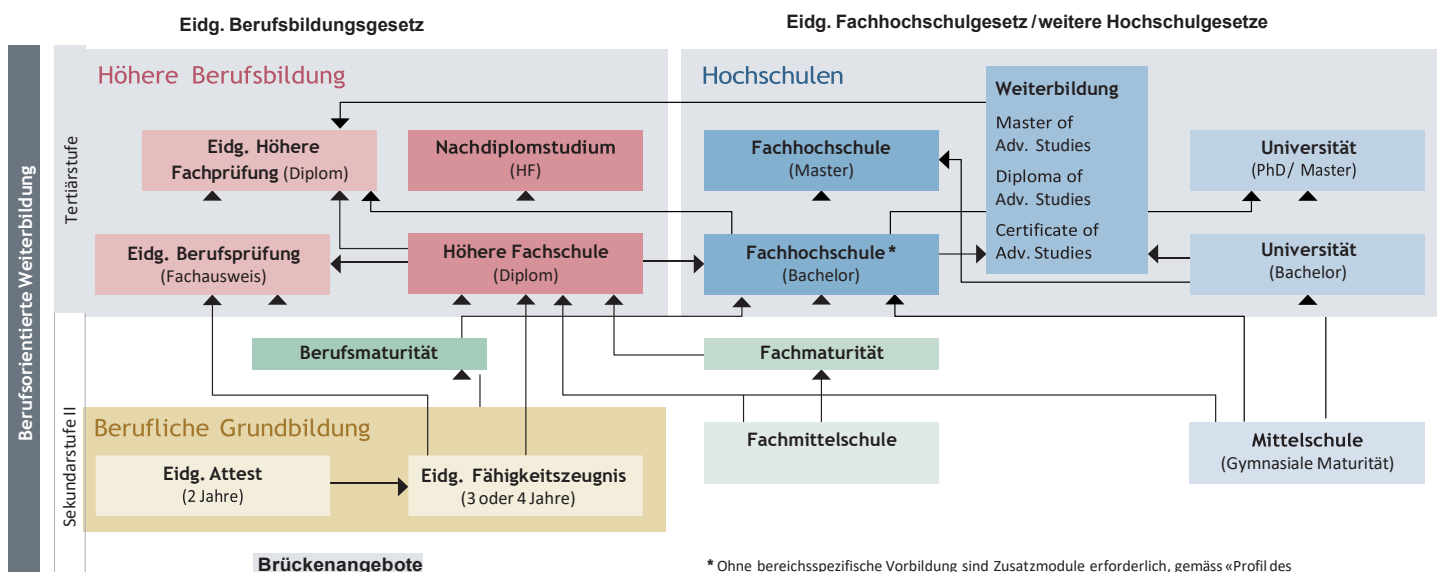 Eidg. Berufsbildungsgesetz
Eidg. Fachhochschulgesetz / weitere Hochschulgesetze
Berufsorientierte Weiterbildung
Tertiärstufe
Höhere Berufsbildung
Eidg. Höhere
Fachprüfung (Diplom)
Nachdiplomstudium
(HF)
Eidg. Berufsprüfung
(Fachausweis)
Höhere Fachschule
(Diplom)
Hochschulen
Fachhochschule
(Master)
Weiterbildung
Master of
Adv. Studies
Diploma of
Adv. Studies
Certificate of
Adv. Studies
Universität
(PhD / Master)
Fachhochschule*
(Bachelor)
Universität
(Bachelor)
Sekundarstufe II
Berufsmaturität
Fachmaturität
Berufliche Grundbildung
Eidg. Attest
(2 Jahre)
Eidg. Fähigkeitszeugnis
(3 oder 4 Jahre)
Fachmittelschule
Mittelschule
(Gymnasiale Maturität)
Brückenangebote
* Ohne bereichsspezifische Vorbildung sind Zusatzmodule erforderlich, gemäss «Profil des